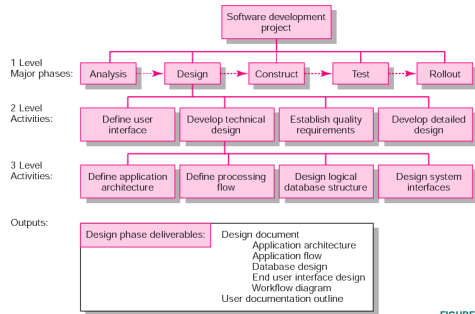 Software development
project
1 Level
Major phases:
Analysis
Design
Construct
Test
Rollout
2 Level
Activities:
Define user
interface
Develop technical
design
Establish quality
requirements
Develop detailed
design
3 Level
Activities:
Define application
architecture
Define processing
flow
Design logical
database structure
Design system
interfaces
Outputs:
Design phase deliverables:
Design document
Application architecture
Application flow
Database design
End user interface design
Workflow diagram
User documentation outline
FIGURE